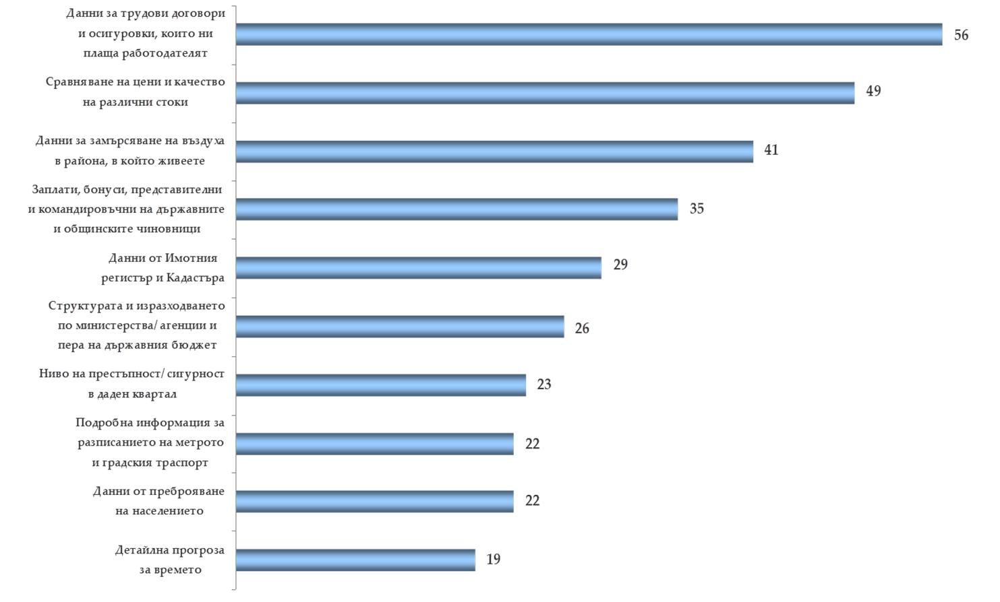 Данни за трудови договори
и осигуровки, които ни
плаща работодателят
56
Сравняване на цени и качество
на различни стоки
49
Данни за замърсяване на въздуха
в района, в който живеете
41
Заплати, бонуси, представителни
и командировъчни на държавните
и общинските чиновници
35
Данни от Имотния
регистър и Кадастъра
29
Структурата и изразходването
по министерства/ агенции и
пера на държавния бюджет
26
Ниво на престъпност/ сигурност
в даден квартал
23
Подробна информация за
разписанието на метрото
и градския траспорт
22
Данни от преброяване
на населението
22
Детайлна прогроза
за времето
19